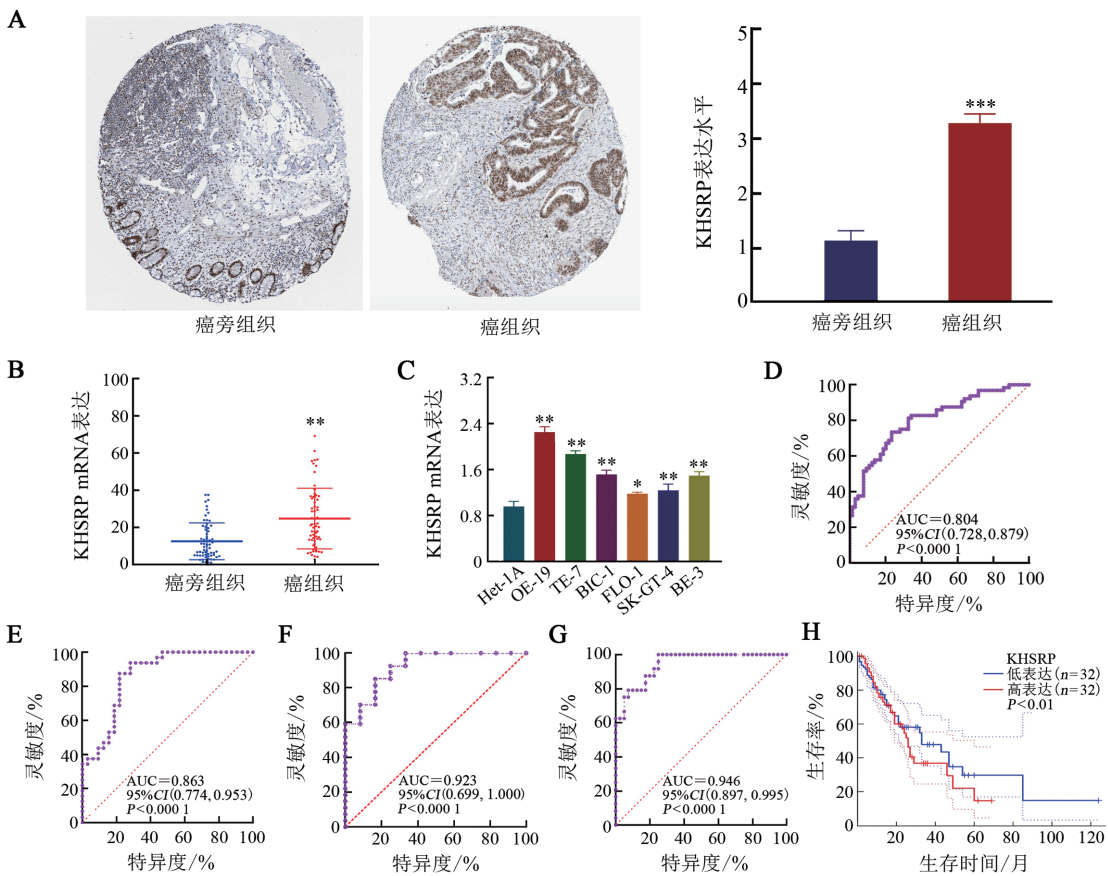 A
癌旁组织
癌组织
KHSRP表达水平
5
4
3
2
1
0
***
癌旁组织
癌组织
B
KHSRP mRNA表达
100
80
60
40
20
0
**
癌旁组织
癌组织
C
KHSRP mRNA表达
3.2
2.4
1.6
0.8
0
**
**
**
*
**
**
Het-1A
OE-19
TE-7
BIC-1
FLO-1
SK-GT-4
BE-3
D
灵敏度/%
100
80
60
40
20
0
AUC=0.804
95%CI(0.728,0.879)
P<0.000 1
20 40 60 80 100
特异度/%
E
灵敏度/%
100
80
60
40
20
0
AUC=0.863
95%CI(0.774, 0.953)
P<0.000 1
20 40 60 80 100
特异度/%
F
灵敏度/%
100
80
60
40
20
0
AUC=0.923
95%CI(0.699, 1.000)
P<0.000 1
20 40 60 80 100
特异度/%
G
灵敏度/%
100
80
60
40
20
0
AUC=0.946
95%CI(0.897, 0.995)
P<0.000 1
20 40 60 80 100
特异度/%
H
生存率/%
100
80
60
40
20
0
KHSRP
低表达(n=32)
高表达(n=32)
P<0.01
20 40 60 80 100 120
生存时间/月